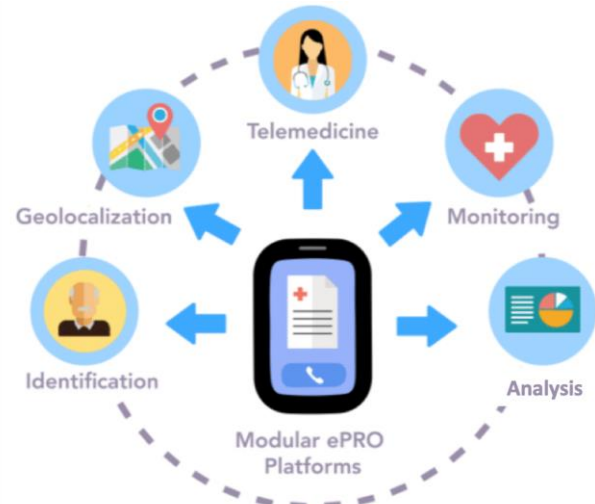 Telemedicine
Geolocalization
Monitoring
Identification
Analysis
Modular ePRO
Platforms